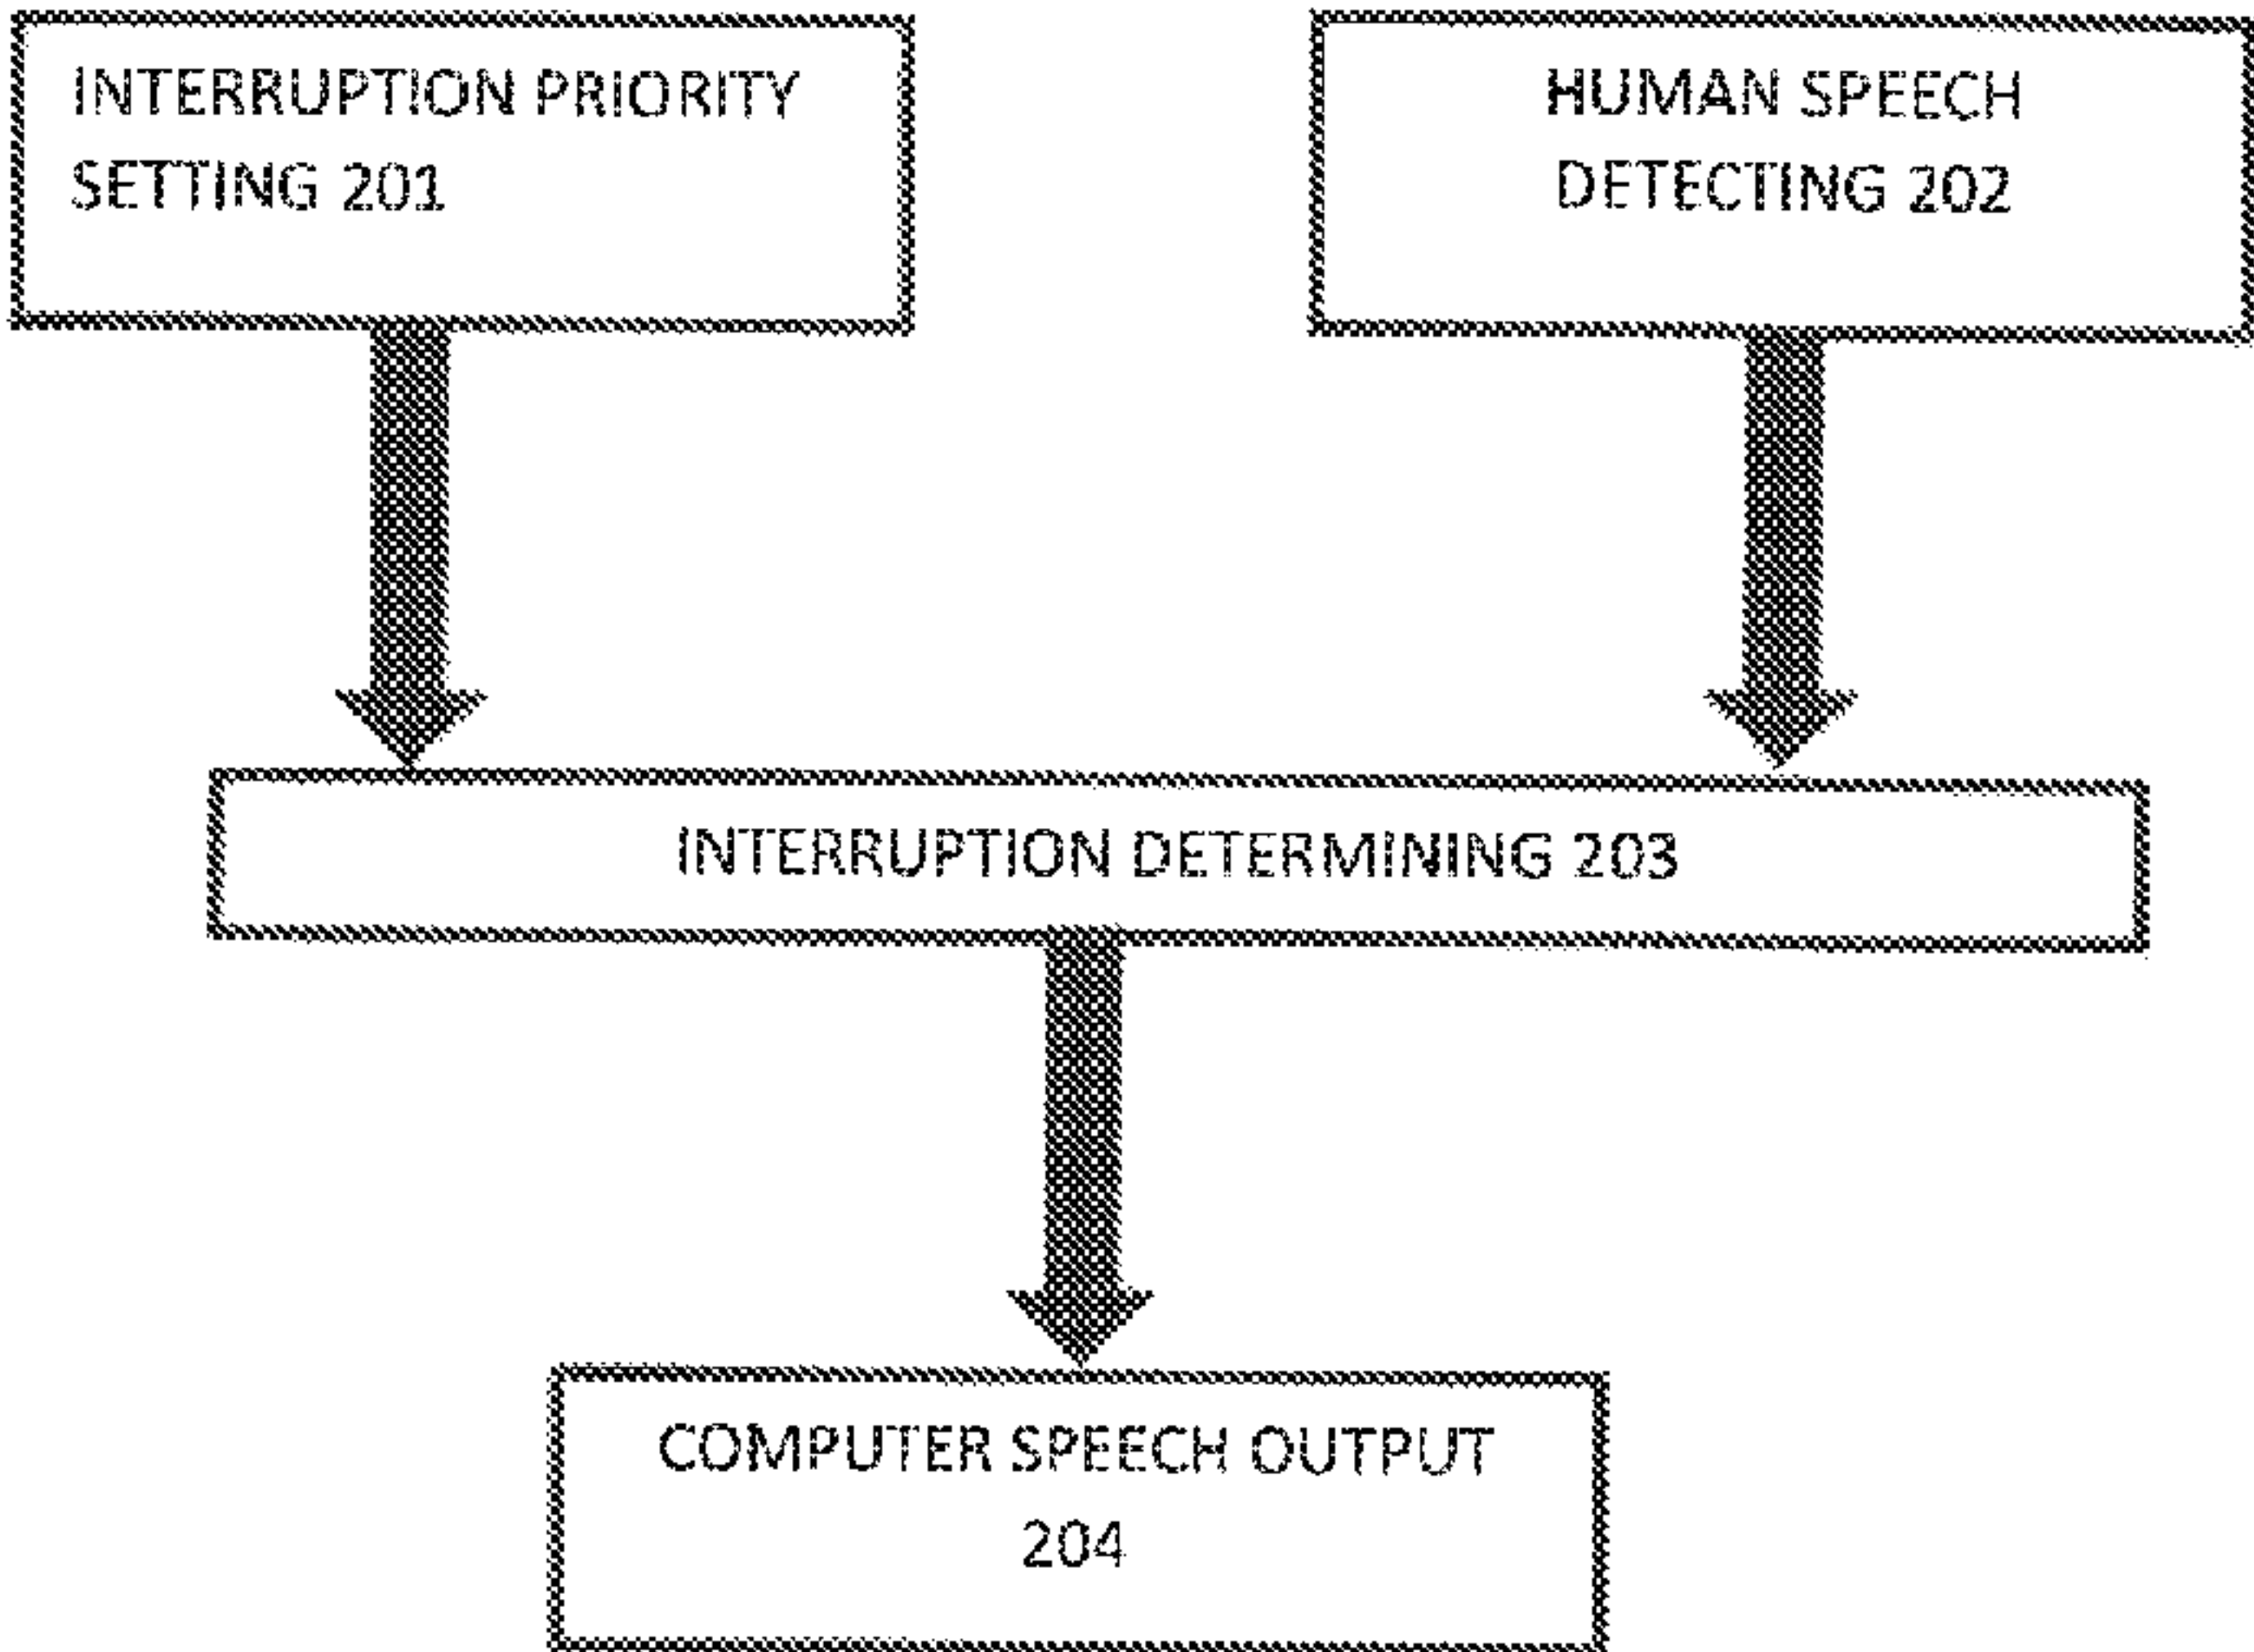 INTERRUPTION PRIORITY
SETTING 201
HUMAN SPEECH
DETECTING 202
INTERRUPTION DETERMINING 203
COMPUTER SPEECH OUTPUT
204